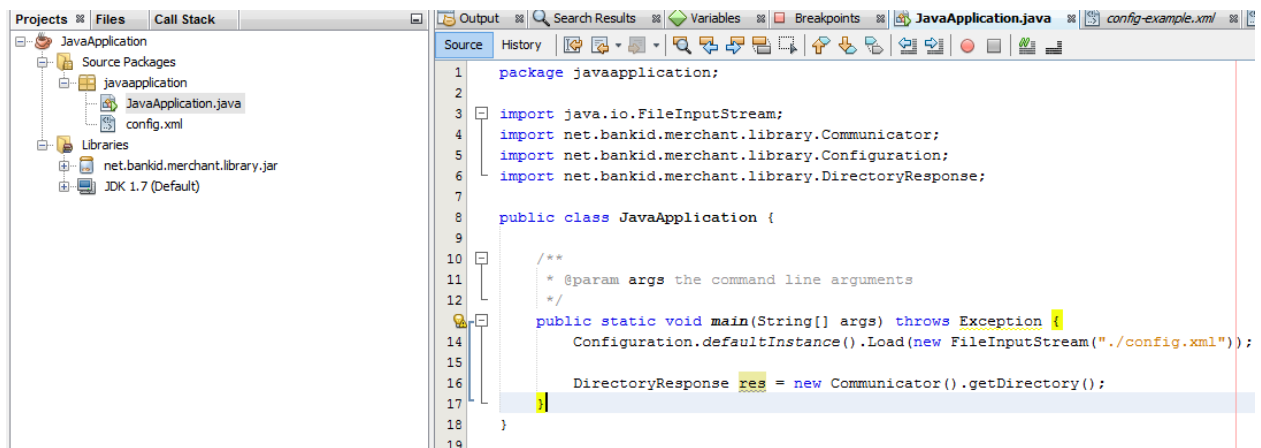 Projects Files Call Stack
JavaApplication
Source Packages
javaapplication
JavaApplication.java
config.xml
Libraries
net.bankid.merchant.library.jar
JDK 1.7 (Default)
Output Search Results Variables Breakpoints JavaApplication.java config-example.xml
Source History
1 package javaapplication;
2
3 import java.io.FileInputStream;
4 import net.bankid.merchant.library.Communicator;
5 import net.bankid.merchant.library.Configuration;
6 import net.bankid.merchant.library.DirectoryResponse;
7
8 public class JavaApplication {
9
10 /**
11 * @param args the command line arguments
12 */
public static void main(String[] args) throws Exception {
14 Configuration.defaultInstance().Load(new FileInputStream("./config.xml"));
15
16 DirectoryResponse res = new Communicator().getDirectory();
17 }
18 }
19